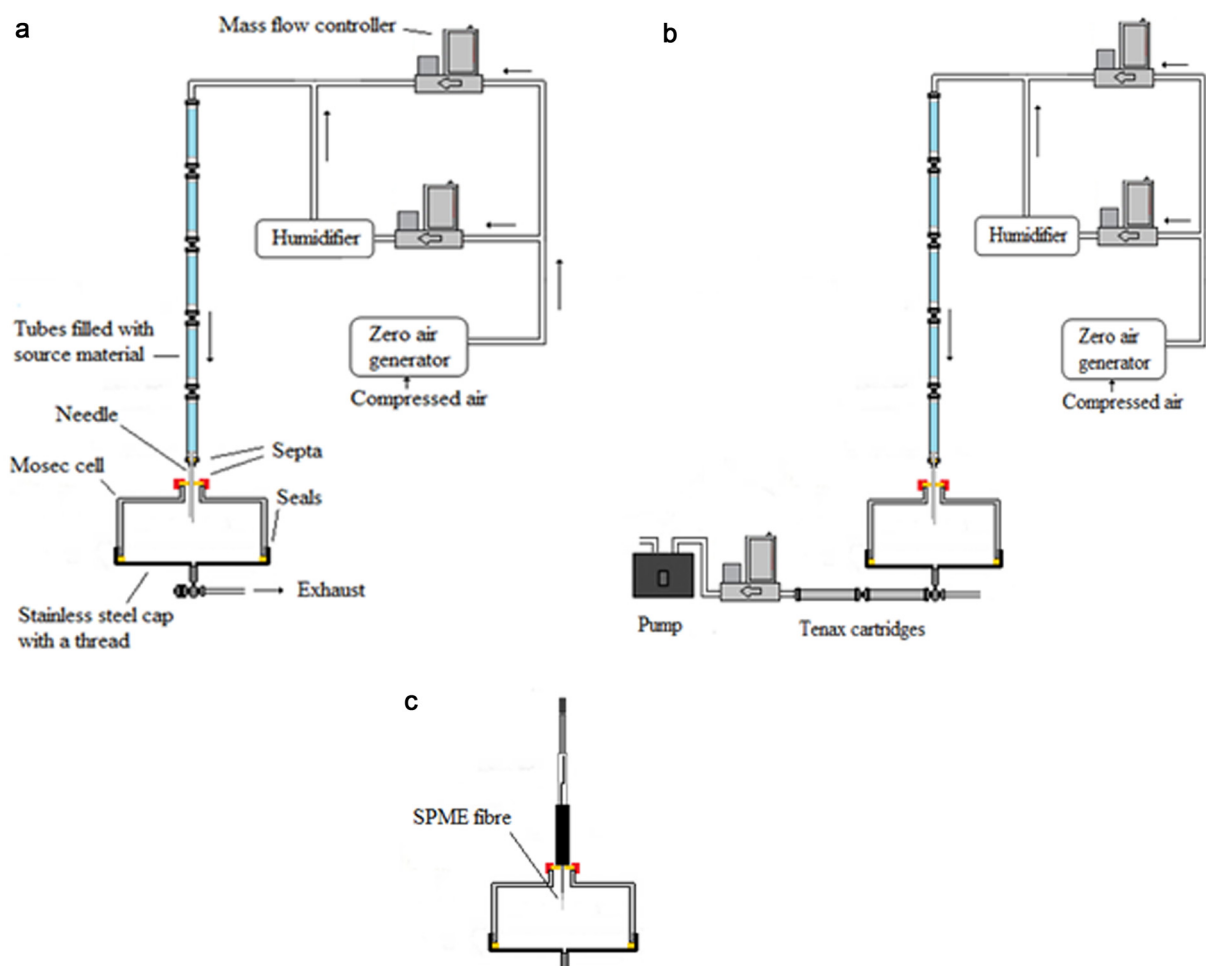 a
Mass flow controller
Humidifier
Tubes filled with
source material
Zero air
generator
Compressed air
Needle
Septa
Mosec cell
Seals
Exhaust
Stainless steel cap
with a thread
b
Humidifier
Zero air
generator
Compressed air
Pump
Tenax cartridges
c
SPME fibre